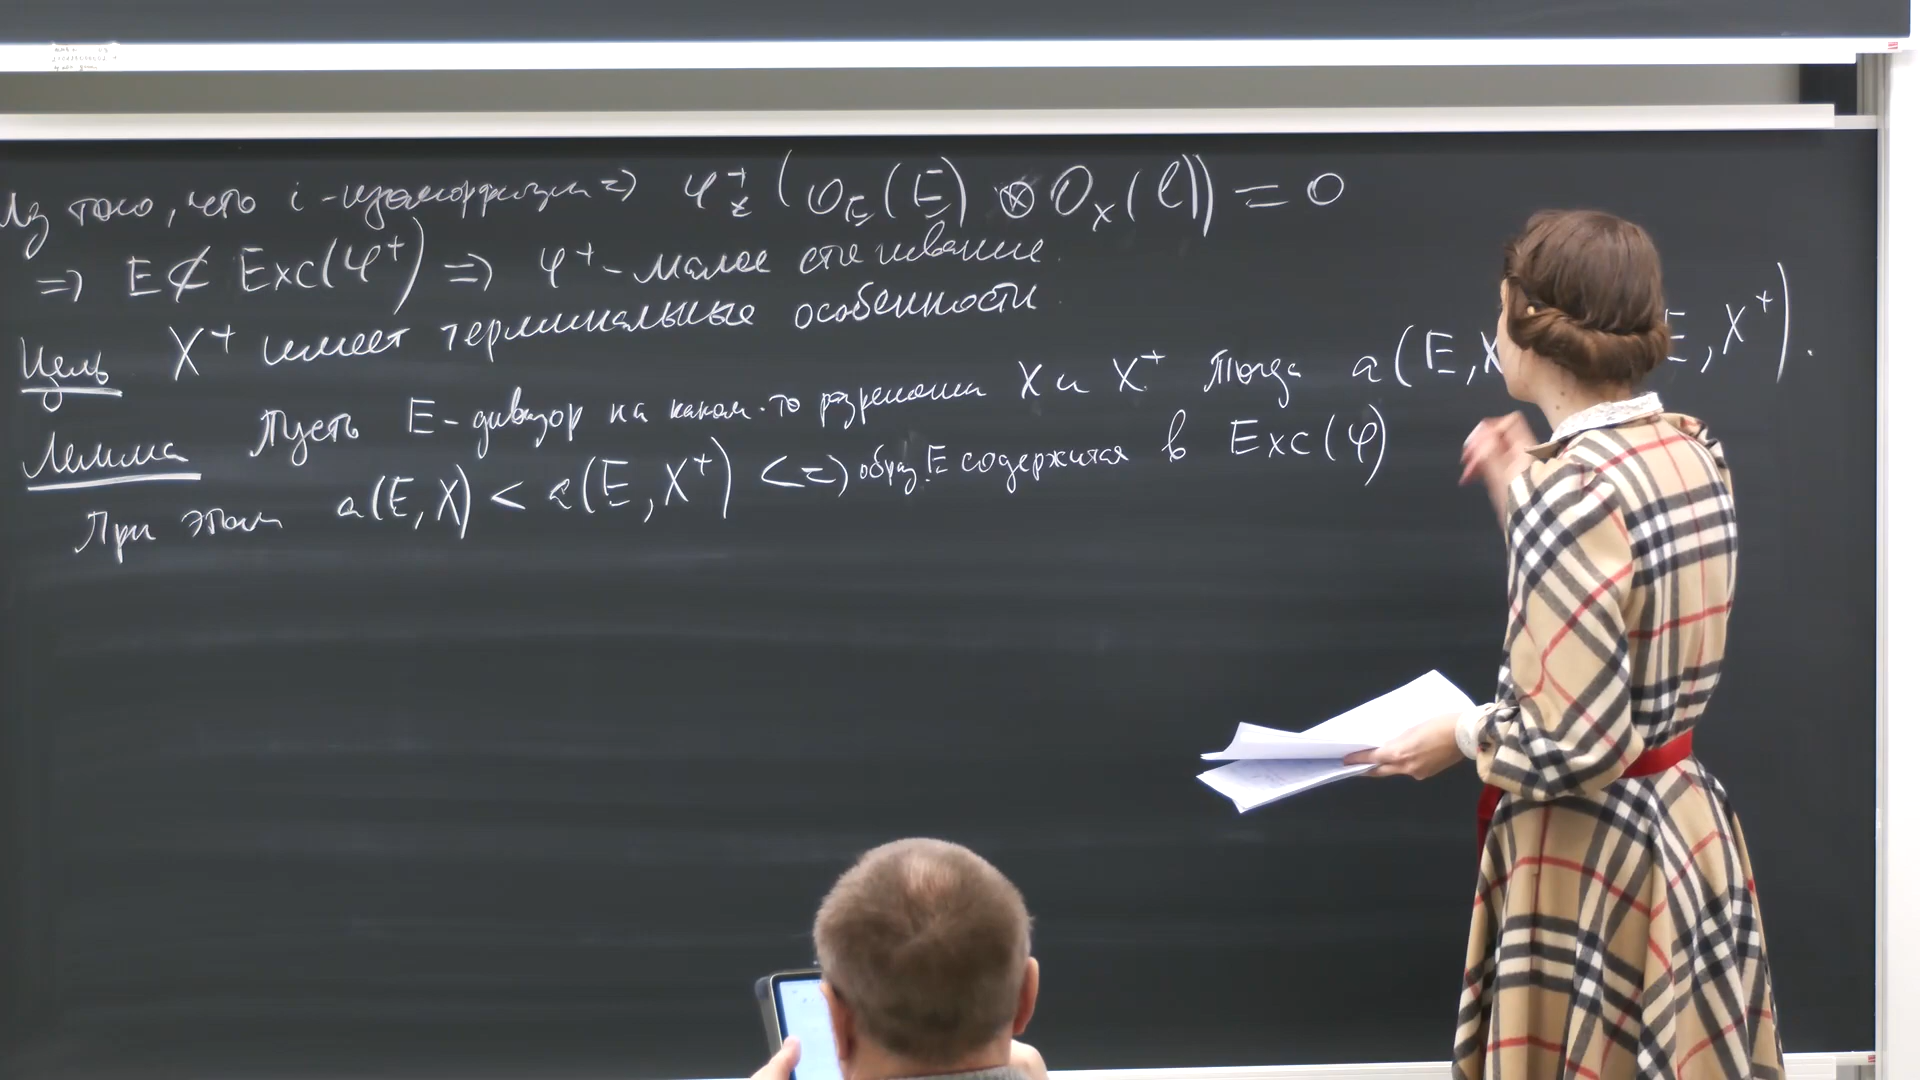 Из того, что i - изоморфизм => φ⁺_* (O_E(E) ⊗ O_X(l)) = 0
=> E ⊄ Exc(φ⁺) => φ⁺ - малое стягивание.
Цель X⁺ имеет терминальные особенности.
Лемма Пусть E - дивизор на каком-то разрешении X и X⁺. Тогда a(E, X E, X⁺).
При этом a(E, X) < a(E, X⁺) <=> образ E содержится в Exc(φ)